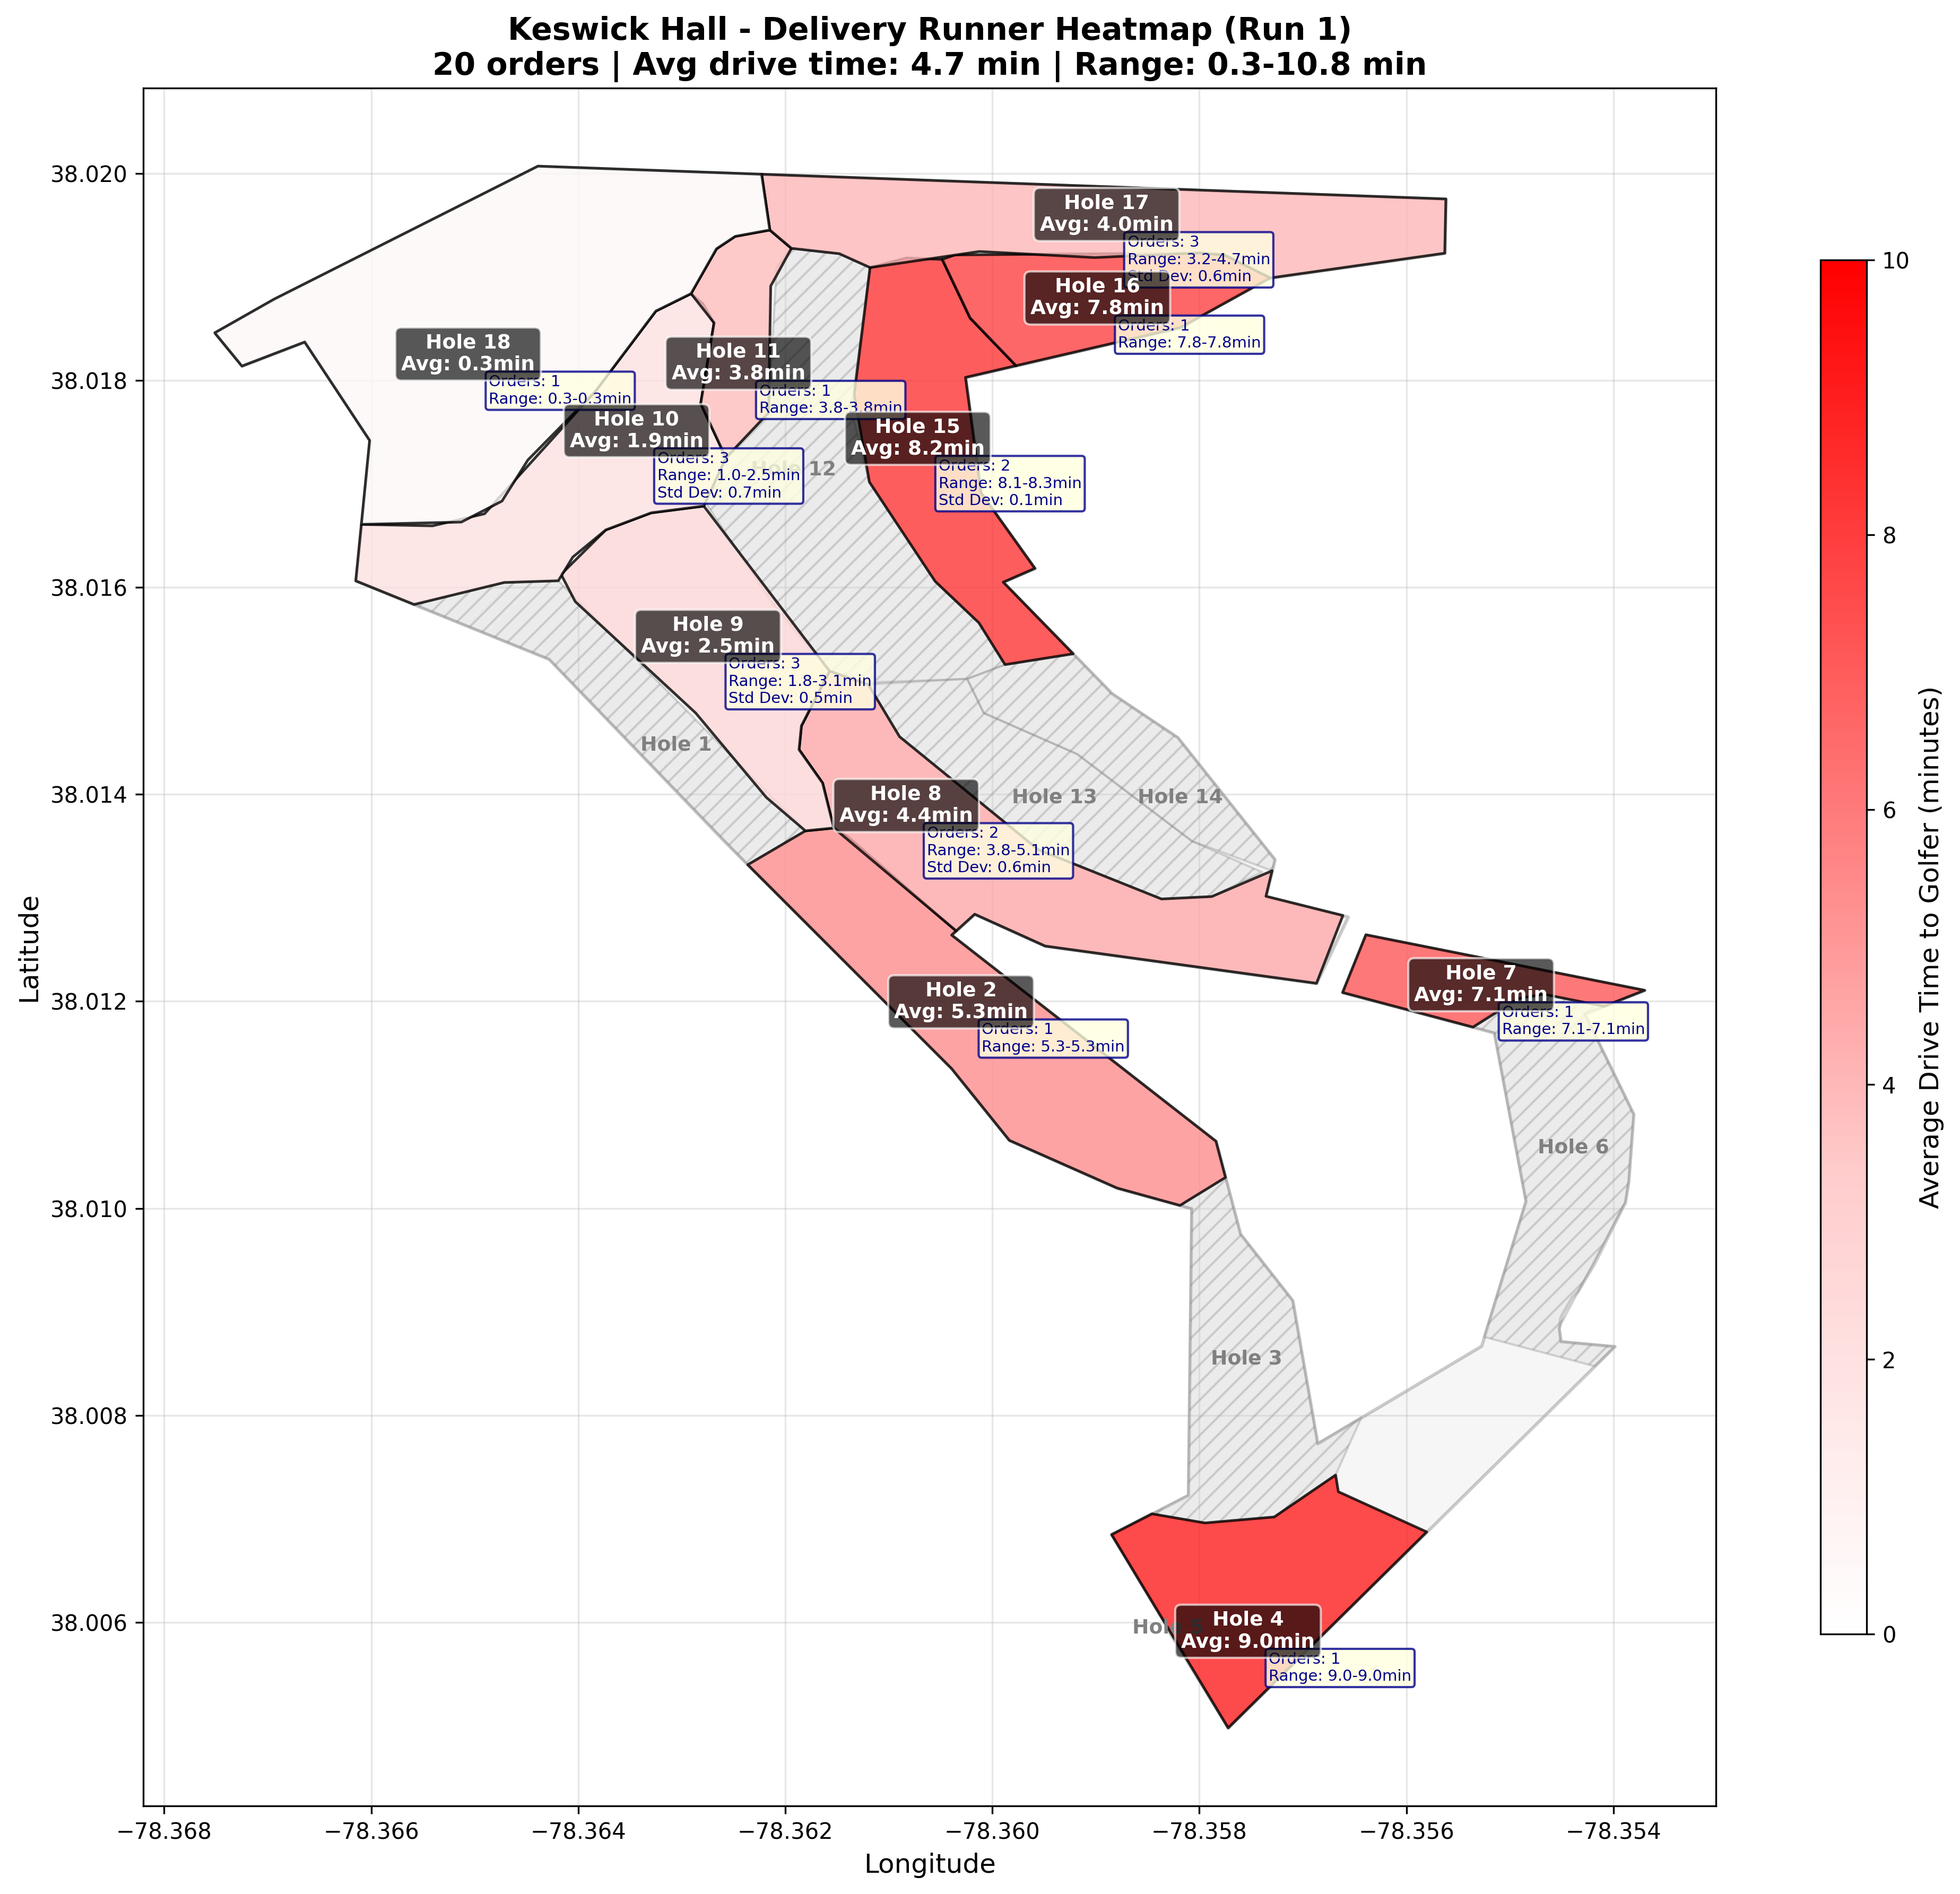 Keswick Hall - Delivery Runner Heatmap (Run 1)
20 orders | Avg drive time: 4.7 min | Range: 0.3-10.8 min
Latitude
38.020
38.018
38.016
38.014
38.012
38.010
38.008
38.006
Hole 17
Avg: 4.0min
Orders: 3
Range: 3.2-4.7min
Std Dev: 0.6min
Hole 16
Avg: 7.8min
Orders: 1
Range: 7.8-7.8min
Hole 18
Avg: 0.3min
Orders: 1
Range: 0.3-0.3min
Hole 11
Avg: 3.8min
Orders: 1
Range: 3.8-3.8min
Hole 10
Avg: 1.9min
Orders: 3
Range: 1.0-2.5min
Std Dev: 0.7min
12
Hole 15
Avg: 8.2min
Orders: 2
Range: 8.1-8.3min
Std Dev: 0.1min
Hole 9
Avg: 2.5min
Orders: 3
Range: 1.8-3.1min
Std Dev: 0.5min
Hole 1
Hole 8
Avg: 4.4min
Orders: 2
Range: 3.8-5.1min
Std Dev: 0.6min
Hole 13
Hole 14
Hole 2
Avg: 5.3min
Orders: 1
Range: 5.3-5.3min
Hole 7
Avg: 7.1min
Orders: 1
Range: 7.1-7.1min
Hole 6
Hole 3
Hole 4
Avg: 9.0min
Orders: 1
Range: 9.0-9.0min
−78.368
−78.366
−78.364
−78.362
−78.360
−78.358
−78.356
−78.354
Longitude
10
8
6
4
2
0
Average Drive Time to Golfer (minutes)